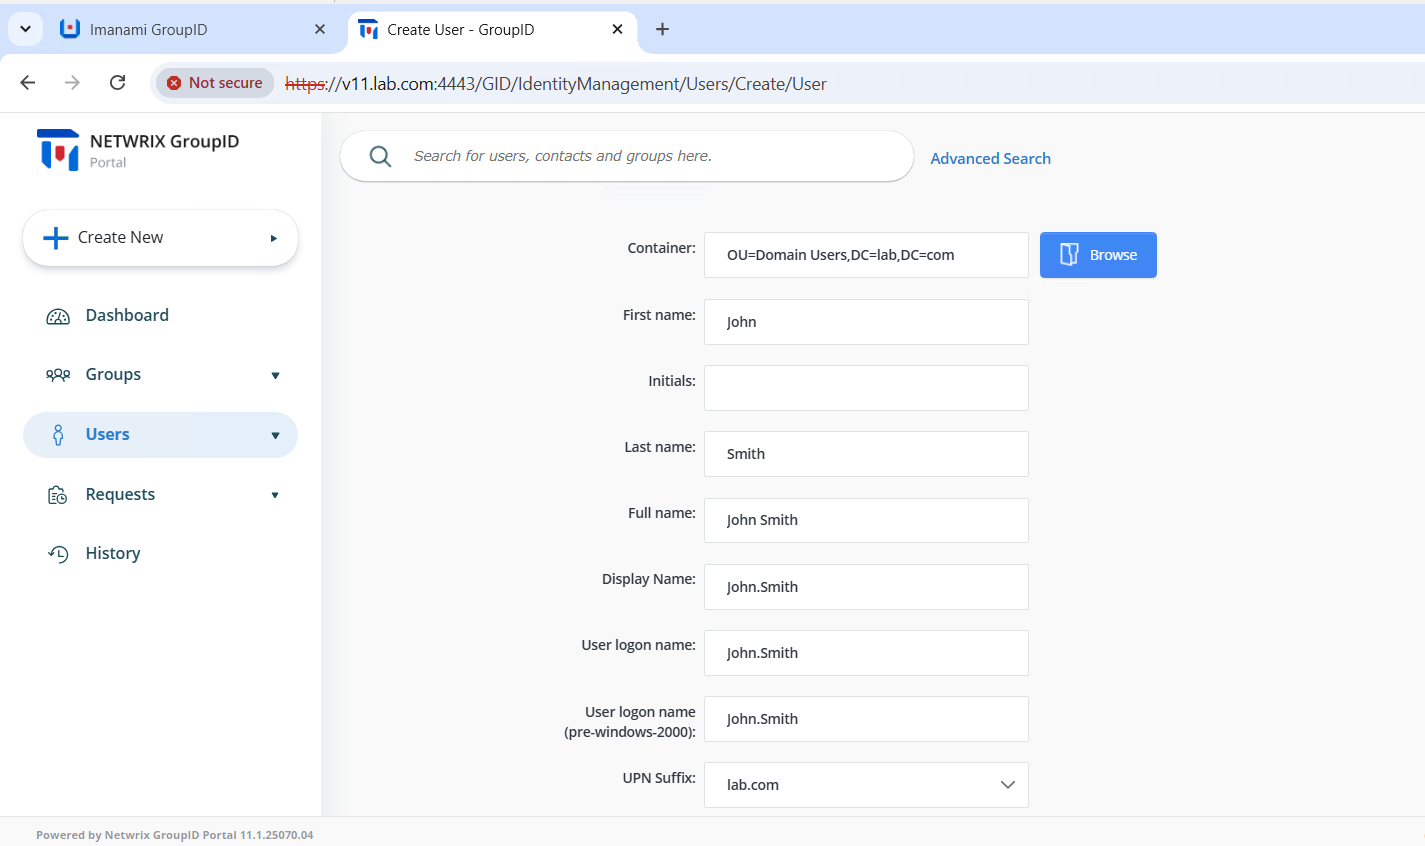 Imanami GroupID
Create User - GroupID
Not secure
https://v11.lab.com:4443/GID/IdentityManagement/Users/Create/User
NETWRIX GroupID
Portal
Search for users, contacts and groups here.
Advanced Search
Create New
Dashboard
Groups
Users
Requests
History
Container:
OU=Domain Users,DC=lab,DC=com
Browse
First name:
John
Initials:
Last name:
Smith
Full name:
John Smith
Display Name:
John.Smith
User logon name:
John.Smith
User logon name
(pre-windows-2000):
John.Smith
UPN Suffix:
lab.com
Powered by Netwrix GroupID Portal 11.1.25070.04